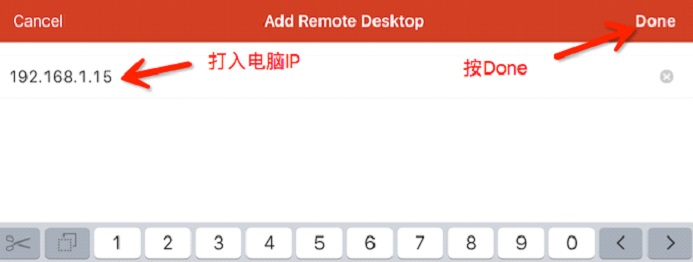 Cancel Add Remote Desktop Done
192.168.1.15 打入电脑IP 按Done
1 2 3 4 5 6 7 8 9 0 < >